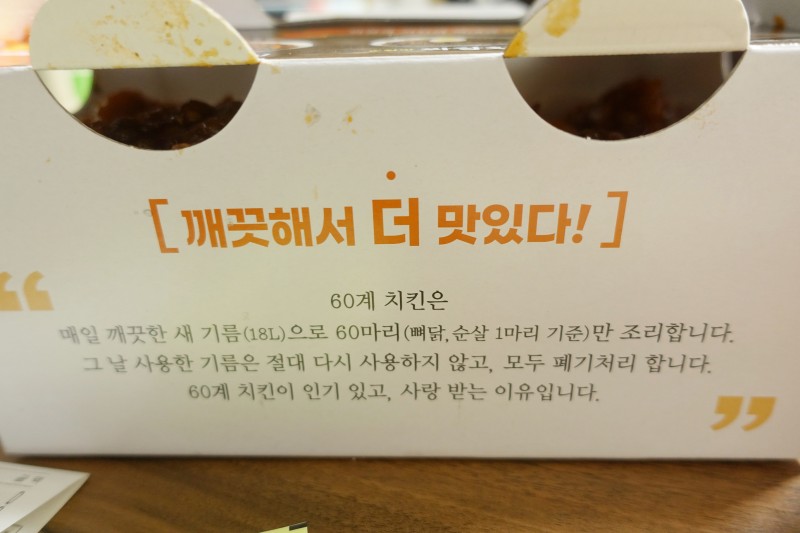 [ 깨끗해서 더 맛있다! ]
“
60계 치킨은
매일 깨끗한 새 기름(18L)으로 60마리(뼈닭,순살 1마리 기준)만 조리합니다.
그 날 사용한 기름은 절대 다시 사용하지 않고, 모두 폐기처리 합니다.
60계 치킨이 인기 있고, 사랑 받는 이유입니다.
”